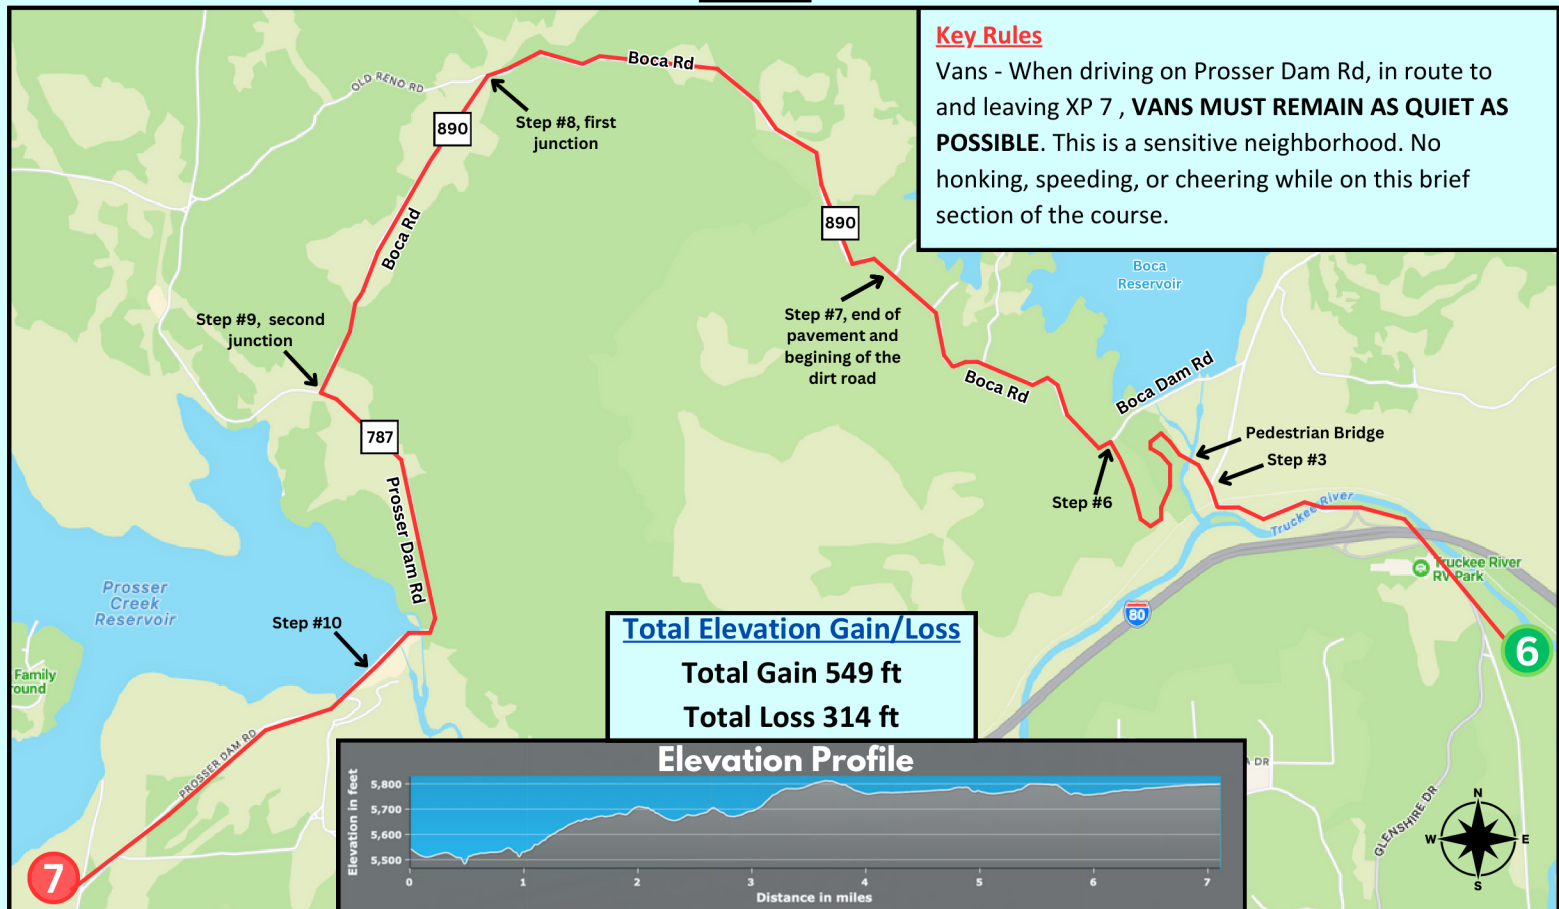 Key Rules
Vans - When driving on Prosser Dam Rd, in route to
and leaving XP 7 , VANS MUST REMAIN AS QUIET AS
POSSIBLE. This is a sensitive neighborhood. No
honking, speeding, or cheering while on this brief
section of the course.
Boca Rd
OLD RENO RD
890
Step #8, first
junction
Boca Rd
890
Boca
Reservoir
Step #9, second
junction
Step #7, end of
pavement and
begining of the
dirt road
Boca Rd
Boca Dam Rd
787
Pedestrian Bridge
Step #3
Step #6
Prosser Dam Rd
Truckee River
Truckee River
RV Park
Prosser
Creek
Reservoir
80
Step #10
6
Family
ound
Total Elevation Gain/Loss
Total Gain 549 ft
Total Loss 314 ft
PROSSER DAM RD
A DR
GLENSHIRE DR
7
Elevation Profile
Elevation in feet
5,800
5,700
5,600
5,500
0 1 2 3 4 5 6 7
Distance in miles
N
W E
S